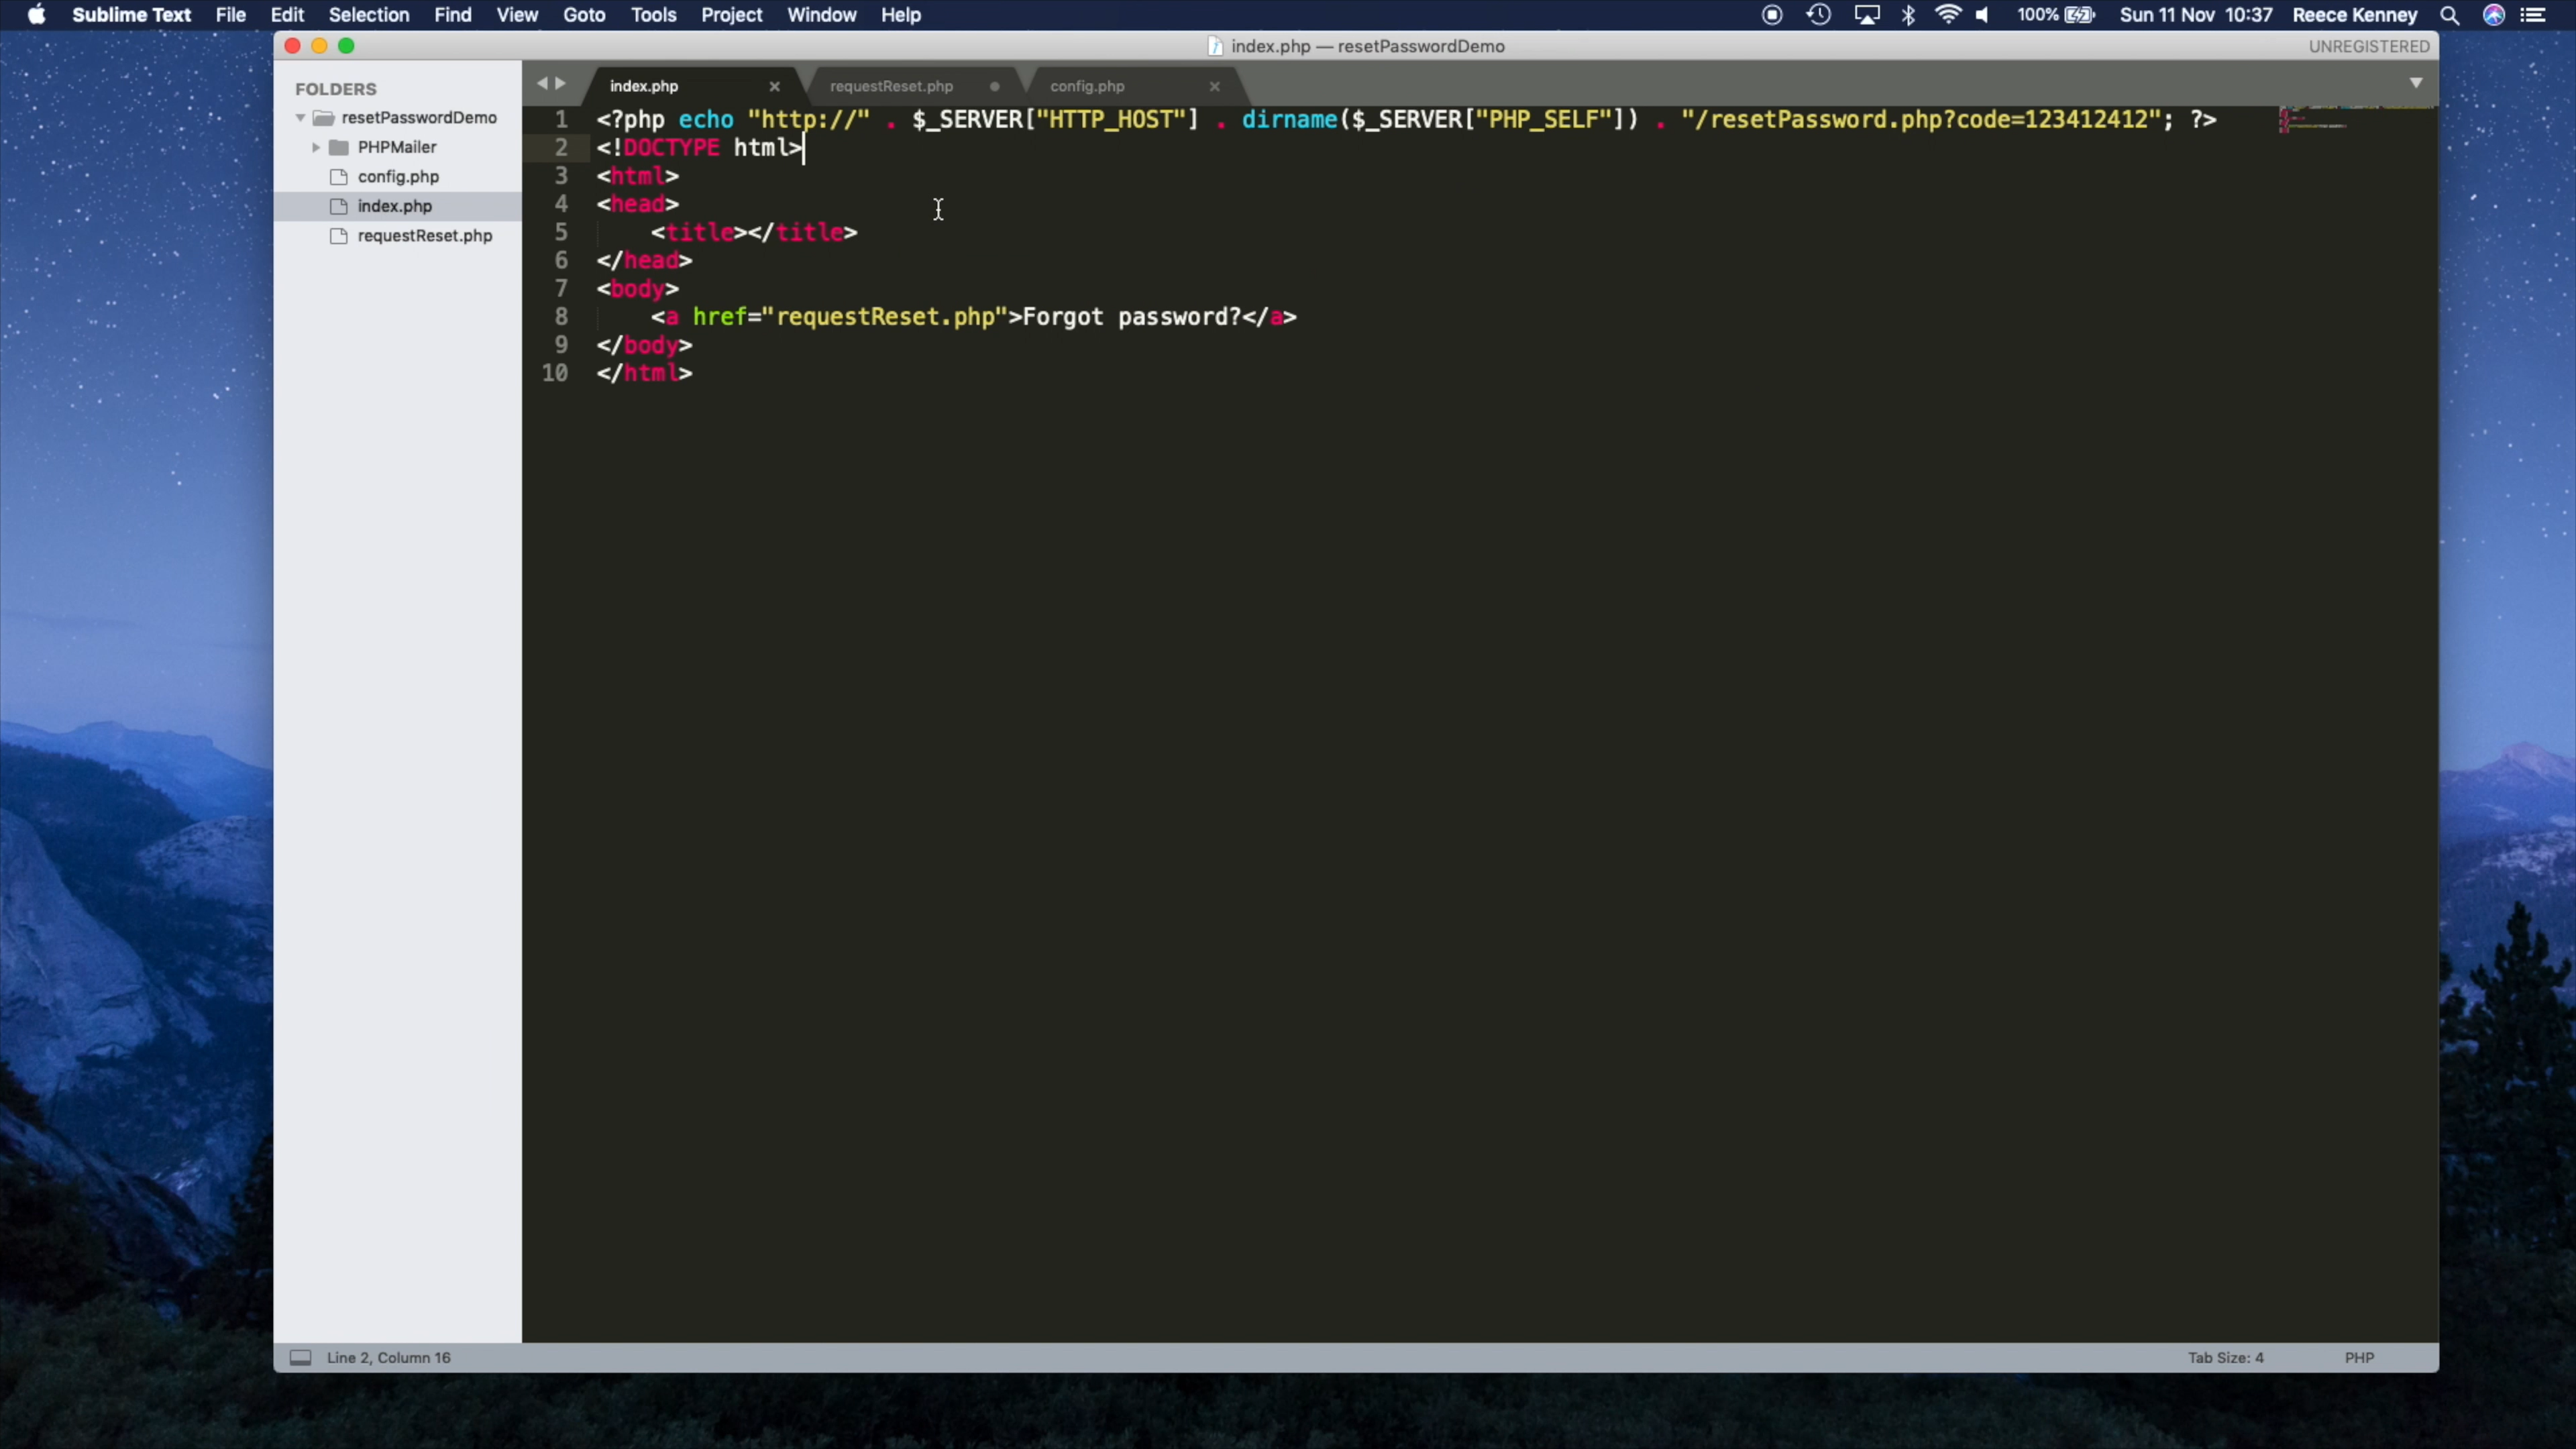 Sublime Text File Edit Selection Find View Goto Tools Project Window Help 100% Sun 11 Nov 10:37 Reece Kenney
index.php — resetPasswordDemo UNREGISTERED
FOLDERS
resetPasswordDemo
PHPMailer
config.php
index.php
requestReset.php
index.php requestReset.php config.php
1 <?php echo "http://" . $_SERVER["HTTP_HOST"] . dirname($_SERVER["PHP_SELF"]) . "/resetPassword.php?code=123412412"; ?>
2 <!DOCTYPE html>
3 <html>
4 <head>
5 <title></title>
6 </head>
7 <body>
8 <a href="requestReset.php">Forgot password?</a>
9 </body>
10 </html>
Line 2, Column 16 Tab Size: 4 PHP